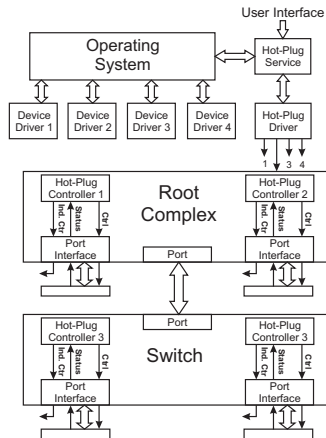 User Interface
Operating
System
Hot-Plug
Service
Device
Driver 1
Device
Driver 2
Device
Driver 3
Device
Driver 4
Hot-Plug
Driver
1
3
4
Hot-Plug
Controller 1
Ind. Ctr
Status
Ctrl
Port
Interface
Root
Complex
Port
Hot-Plug
Controller 2
Ind. Ctr
Status
Ctrl
Port
Interface
Hot-Plug
Controller 3
Ind. Ctr
Status
Ctrl
Port
Interface
Port
Switch
Hot-Plug
Controller 3
Ind. Ctr
Status
Ctrl
Port
Interface